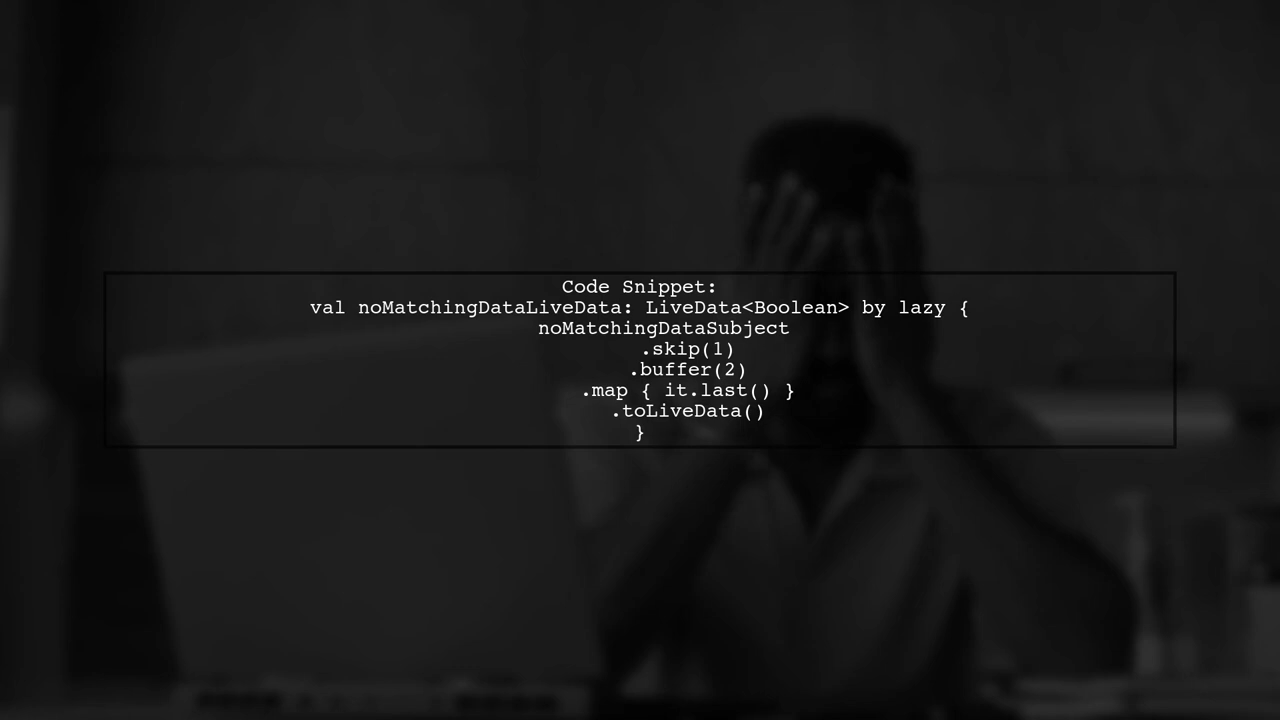 Code Snippet:
val noMatchingDataLiveData: LiveData<Boolean> by lazy {
noMatchingDataSubject
.skip(1)
.buffer(2)
.map { it.last() }
.toLiveData()
}